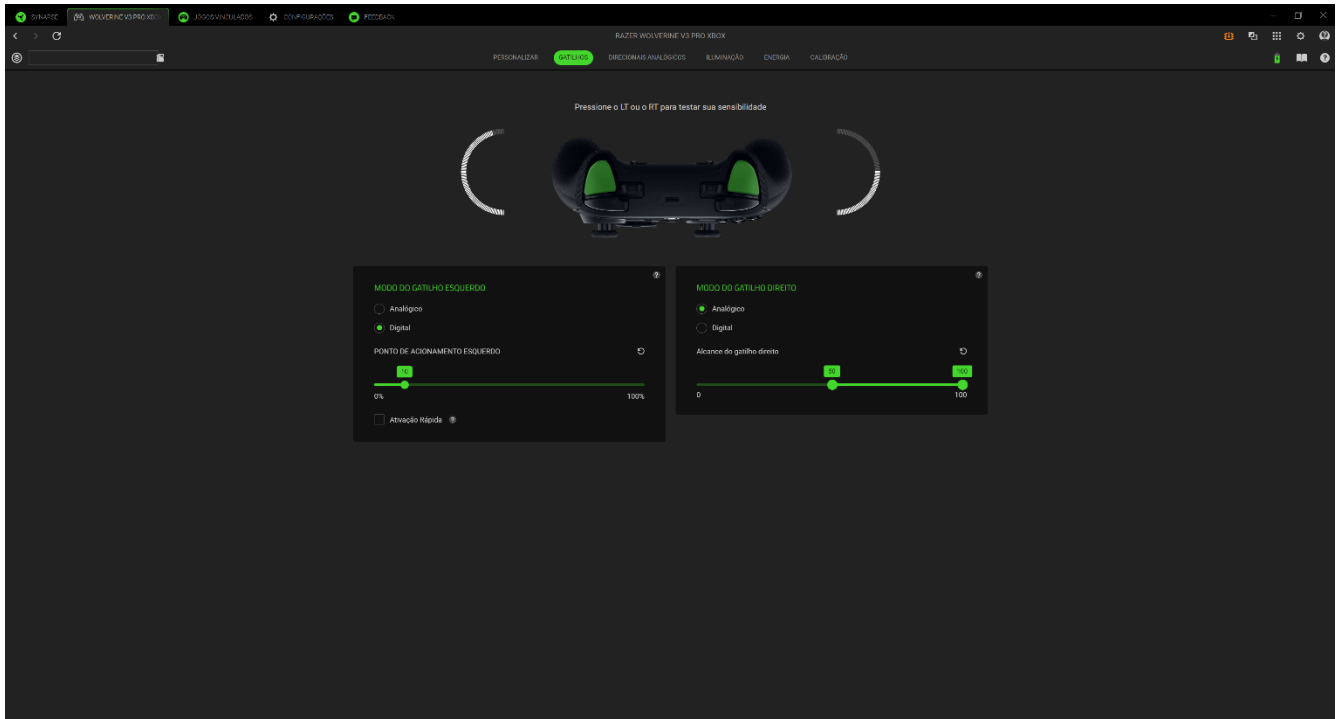 SYNAPSE WOLVERINE V3 PRO XBOX JOGOS VINCULADOS CONFIGURAÇÕES FEEDBACK
RAZER WOLVERINE V3 PRO XBOX
PERSONALIZAR GATILHOS DIRECIONAIS ANALÓGICOS ILUMINAÇÃO ENERGIA CALIBRAÇÃO
Pressione o LT ou o RT para testar sua sensibilidade
MODO DO GATILHO ESQUERDO
Analógico
Digital
PONTO DE ACIONAMENTO ESQUERDO
10
0% 100%
Ativação Rápida
MODO DO GATILHO DIREITO
Analógico
Digital
Alcance do gatilho direito
50 100
0 100